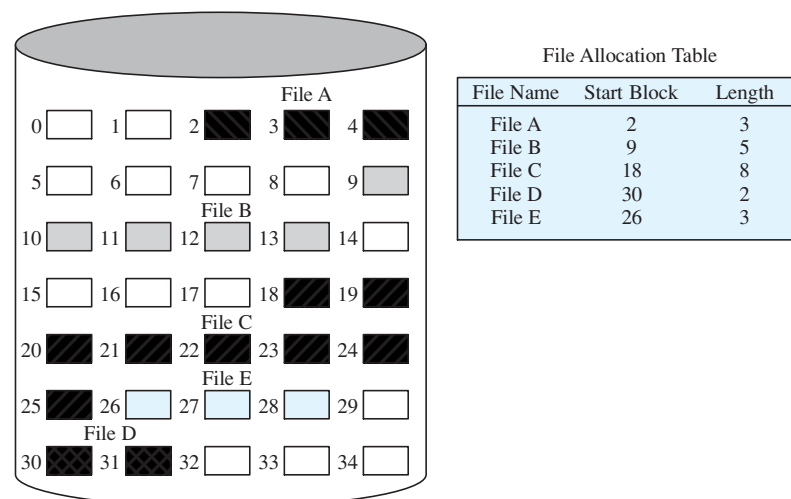 File Allocation Table
File Name Start Block Length
File A 2 3
File B 9 5
File C 18 8
File D 30 2
File E 26 3
File A
0 1 2 3 4
5 6 7 8 9
File B
10 11 12 13 14
15 16 17 18 19
File C
20 21 22 23 24
File E
25 26 27 28 29
File D
30 31 32 33 34